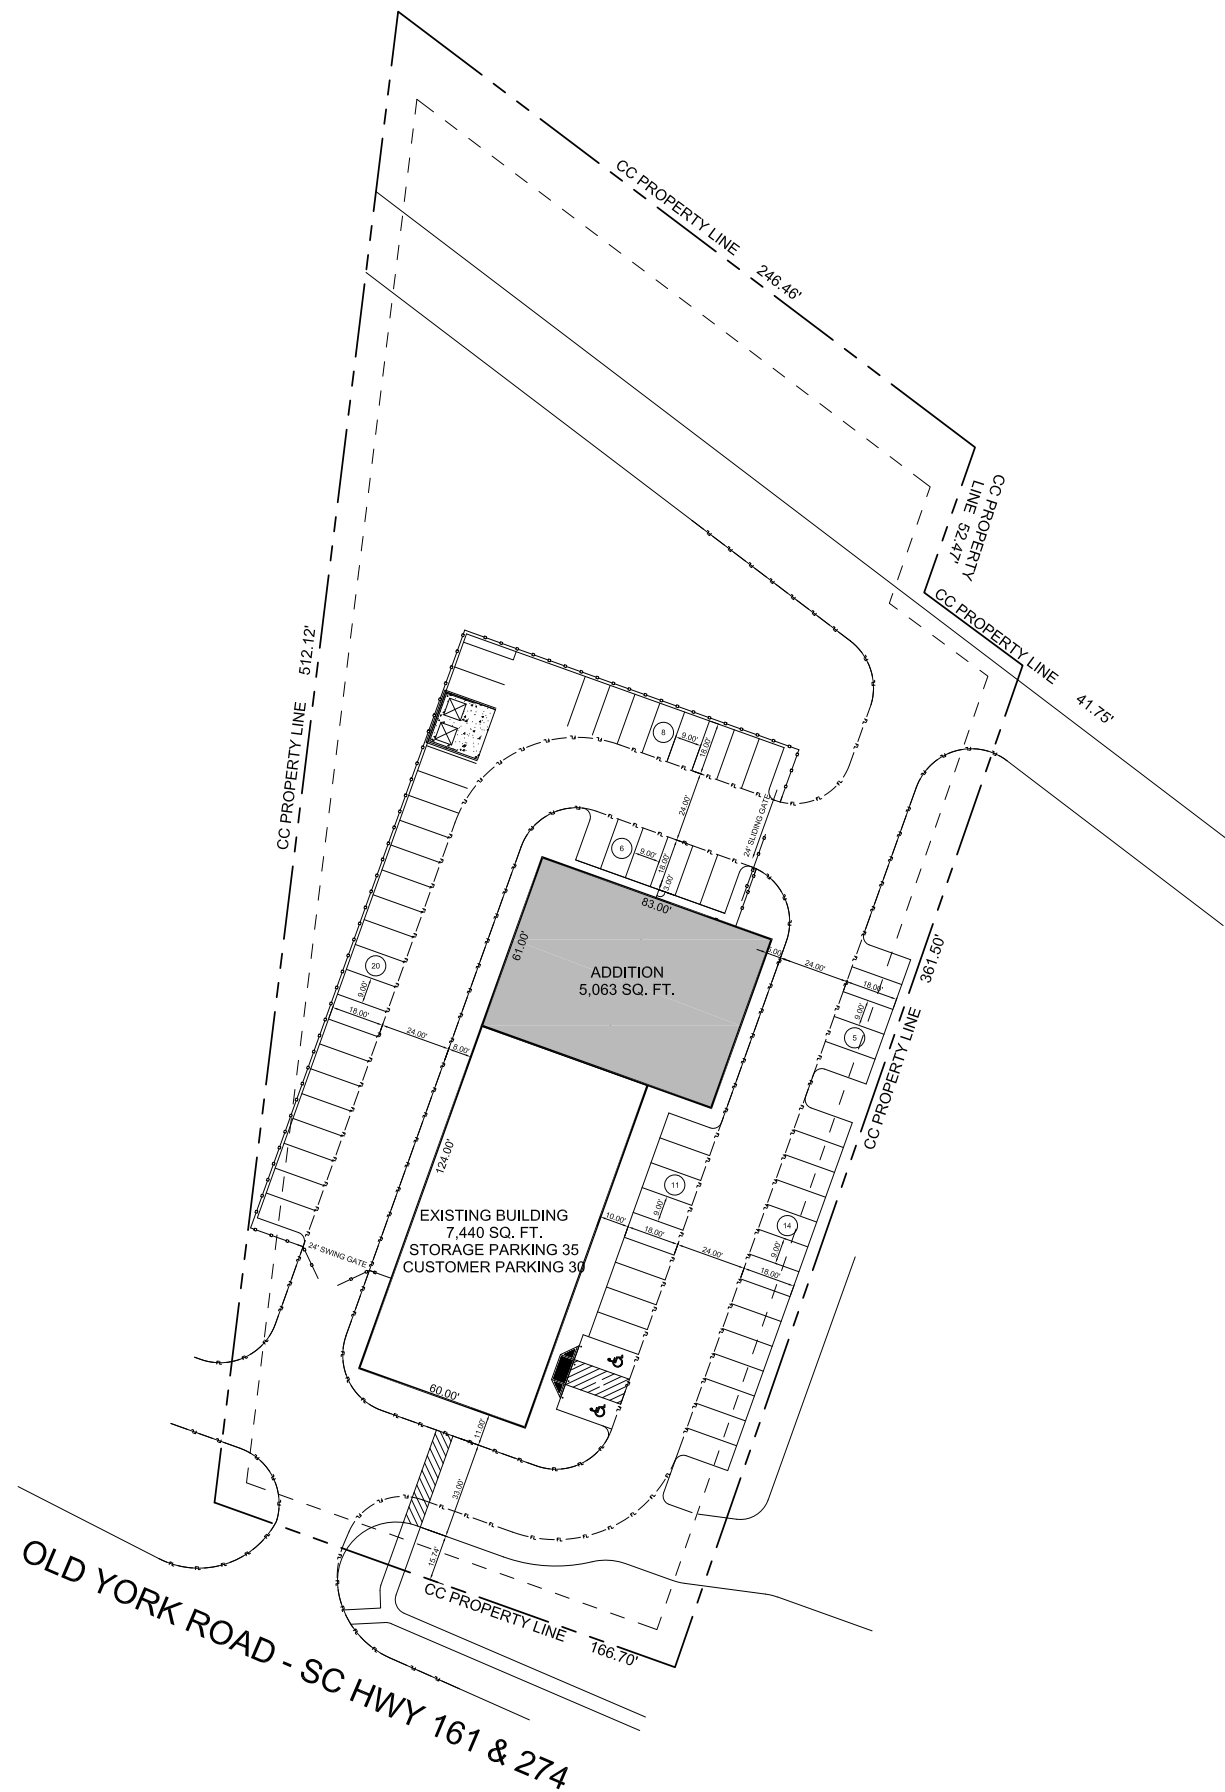 CC PROPERTY LINE 246.46'
CC PROPERTY
LINE 52.47'
CC PROPERTY LINE 41.75'
CC PROPERTY LINE 512.12'
8
9.00'
18.00'
24.00'
24' SLIDING GATE
6
9.00'
18.00'
3.00'
83.00'
61.00'
ADDITION
5,063 SQ. FT.
5.00'
24.00'
18.00'
9.00'
5
CC PROPERTY LINE 361.50'
20
9.00'
18.00'
24.00'
8.00'
124.00'
EXISTING BUILDING
7,440 SQ. FT.
STORAGE PARKING 35
CUSTOMER PARKING 30
24' SWING GATE
11
9.00'
10.00'
18.00'
24.00'
14
9.00'
18.00'
60.00'
11.00'
33.00'
15.74'
CC PROPERTY LINE 166.70'
OLD YORK ROAD - SC HWY 161 & 274